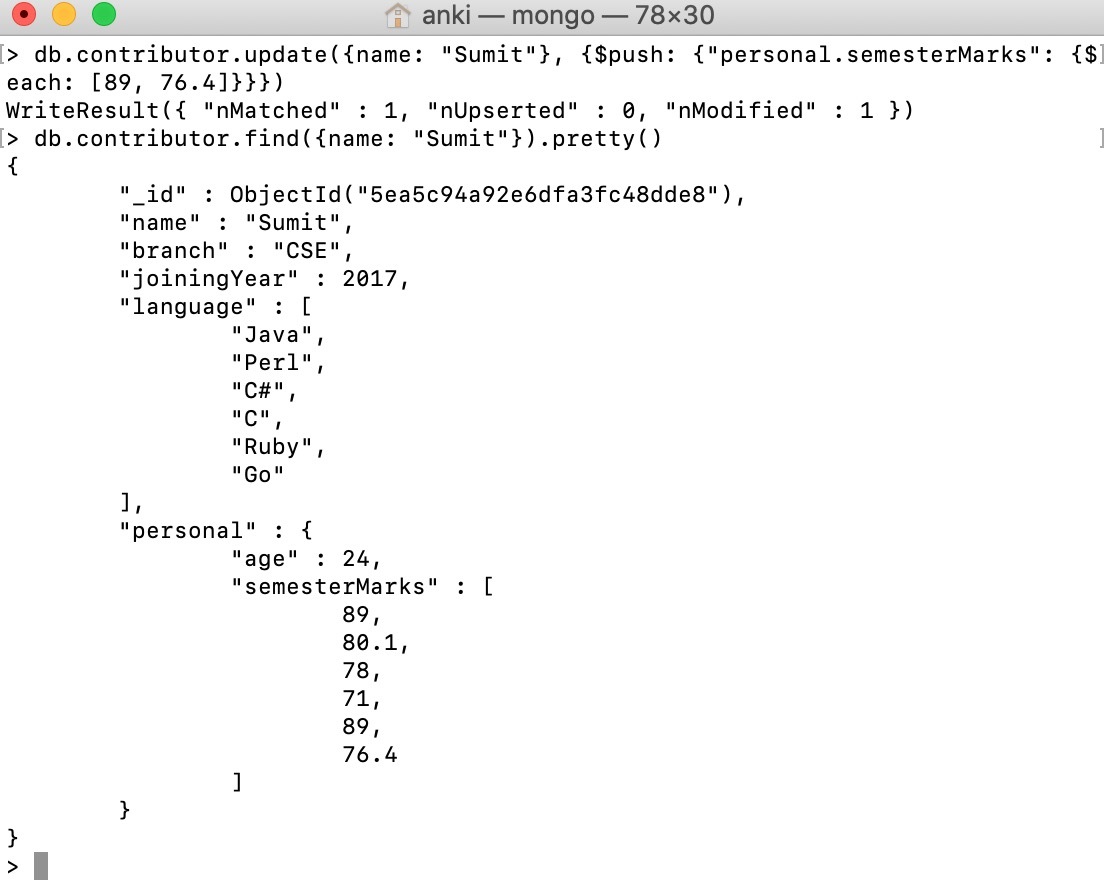 anki — mongo — 78×30
[> db.contributor.update({name: "Sumit"}, {$push: {"personal.semesterMarks": {$]
each: [89, 76.4]}}})
WriteResult({ "nMatched" : 1, "nUpserted" : 0, "nModified" : 1 })
[> db.contributor.find({name: "Sumit"}).pretty() ]
{
        "_id" : ObjectId("5ea5c94a92e6dfa3fc48dde8"),
        "name" : "Sumit",
        "branch" : "CSE",
        "joiningYear" : 2017,
        "language" : [
                "Java",
                "Perl",
                "C#",
                "C",
                "Ruby",
                "Go"
        ],
        "personal" : {
                "age" : 24,
                "semesterMarks" : [
                        89,
                        80.1,
                        78,
                        71,
                        89,
                        76.4
                ]
        }
}
>